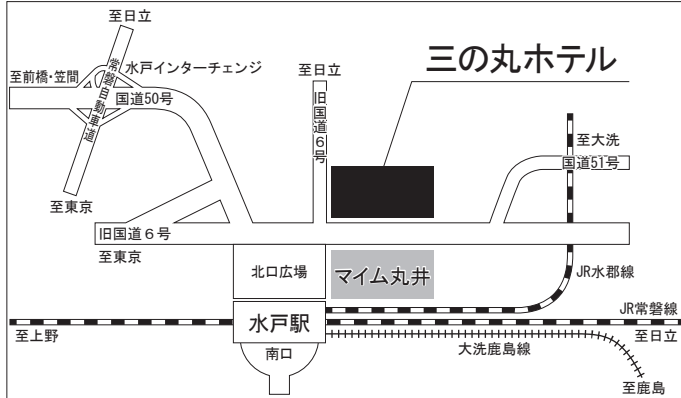 至日立
至前橋・笠間
水戸インターチェンジ
国道50号
常磐自動車道
至東京
至日立
旧国道6号
三の丸ホテル
至大洗
国道51号
旧国道6号
至東京
北口広場
マイム丸井
JR水郡線
水戸駅
JR常磐線
至上野
至日立
南口
大洗鹿島線
至鹿島